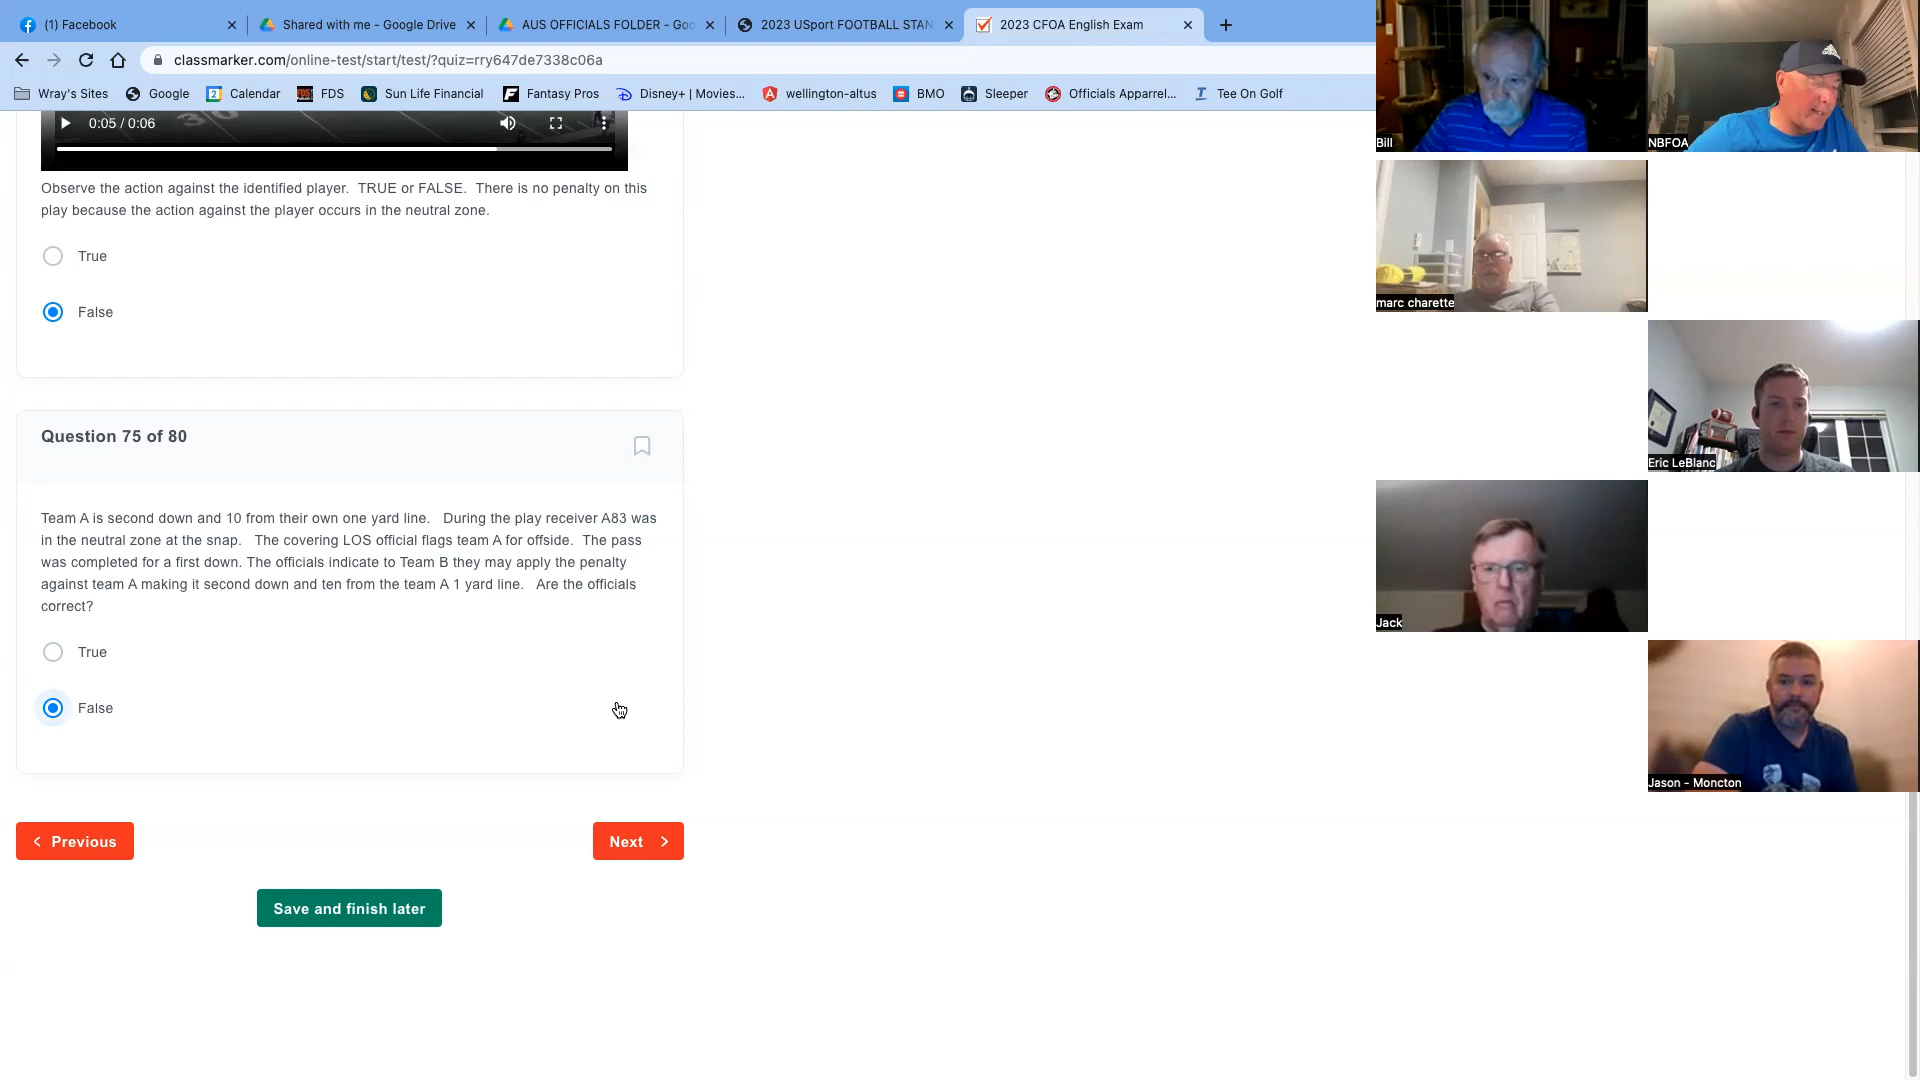 (1) Facebook
Shared with me - Google Drive
AUS OFFICIALS FOLDER - Goo
2023 USport FOOTBALL STAN
2023 CFOA English Exam
classmarker.com/online-test/start/test/?quiz=rry647de7338c06a
Wray's Sites
Google
Calendar
FDS
Sun Life Financial
Fantasy Pros
Disney+ | Movies...
wellington-altus
BMO
Sleeper
Officials Apparrel...
Tee On Golf
0:05 / 0:06
Observe the action against the identified player. TRUE or FALSE. There is no penalty on this
play because the action against the player occurs in the neutral zone.
True
False
Question 75 of 80
Team A is second down and 10 from their own one yard line. During the play receiver A83 was
in the neutral zone at the snap. The covering LOS official flags team A for offside. The pass
was completed for a first down. The officials indicate to Team B they may apply the penalty
against team A making it second down and ten from the team A 1 yard line. Are the officials
correct?
True
False
Previous
Next
Save and finish later
Bill
NBFOA
marc charette
Eric LeBlanc
Jack
Jason - Moncton